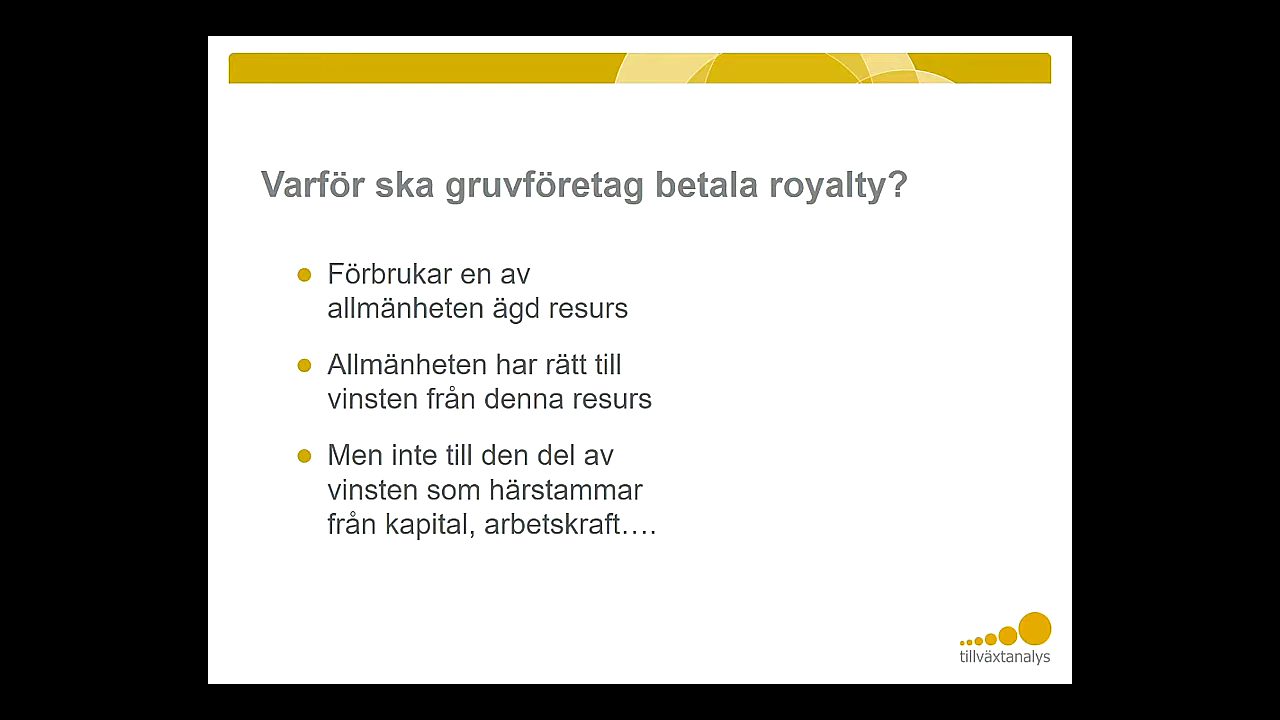 Varför ska gruvföretag betala royalty?
Förbrukar en av
allmänheten ägd resurs
Allmänheten har rätt till
vinsten från denna resurs
Men inte till den del av
vinsten som härstammar
från kapital, arbetskraft….
tillväxtanalys